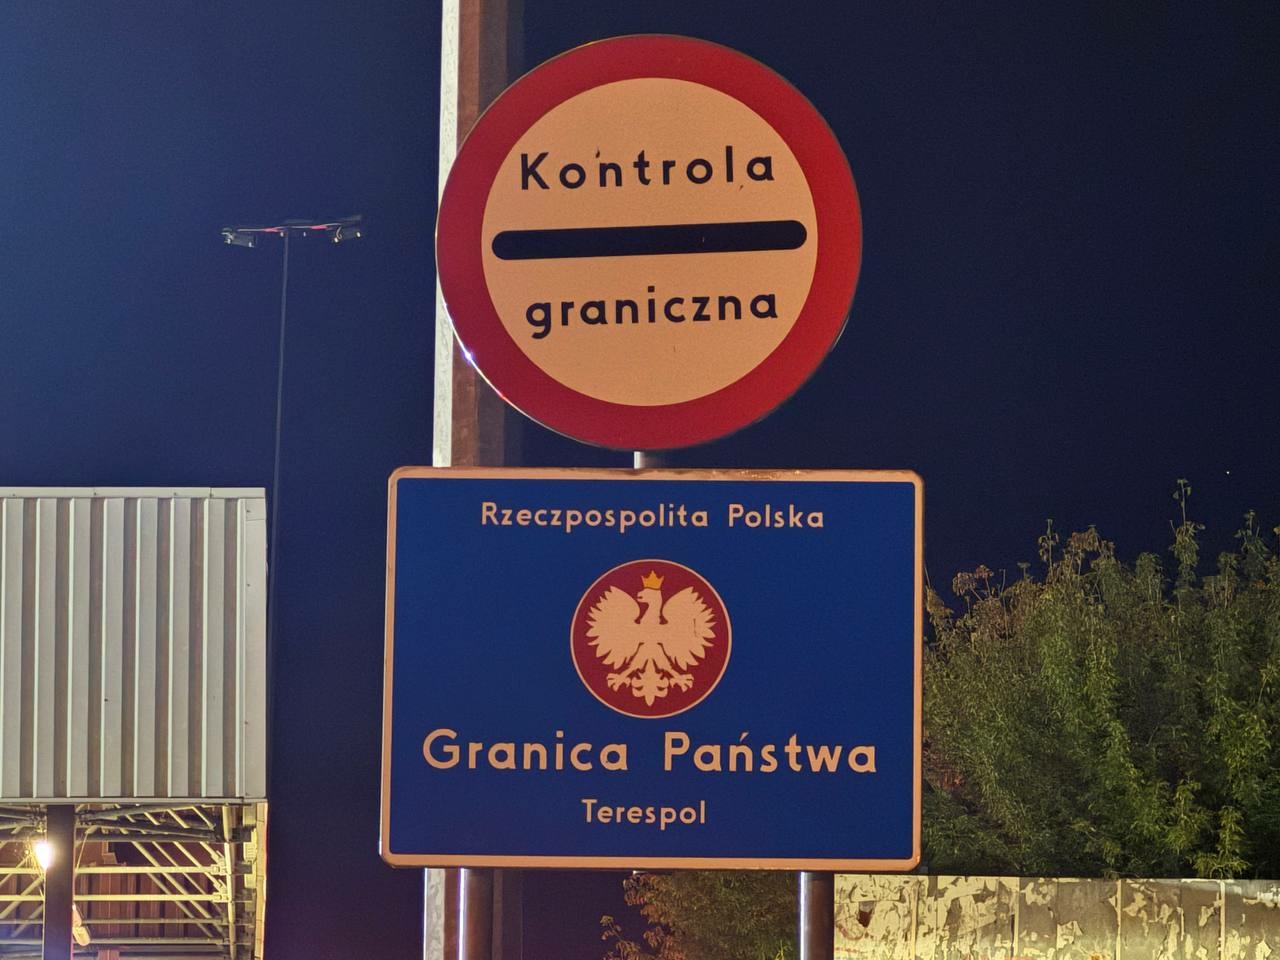 Kontrola
graniczna
Rzeczpospolita Polska
Granica Państwa
Terespol